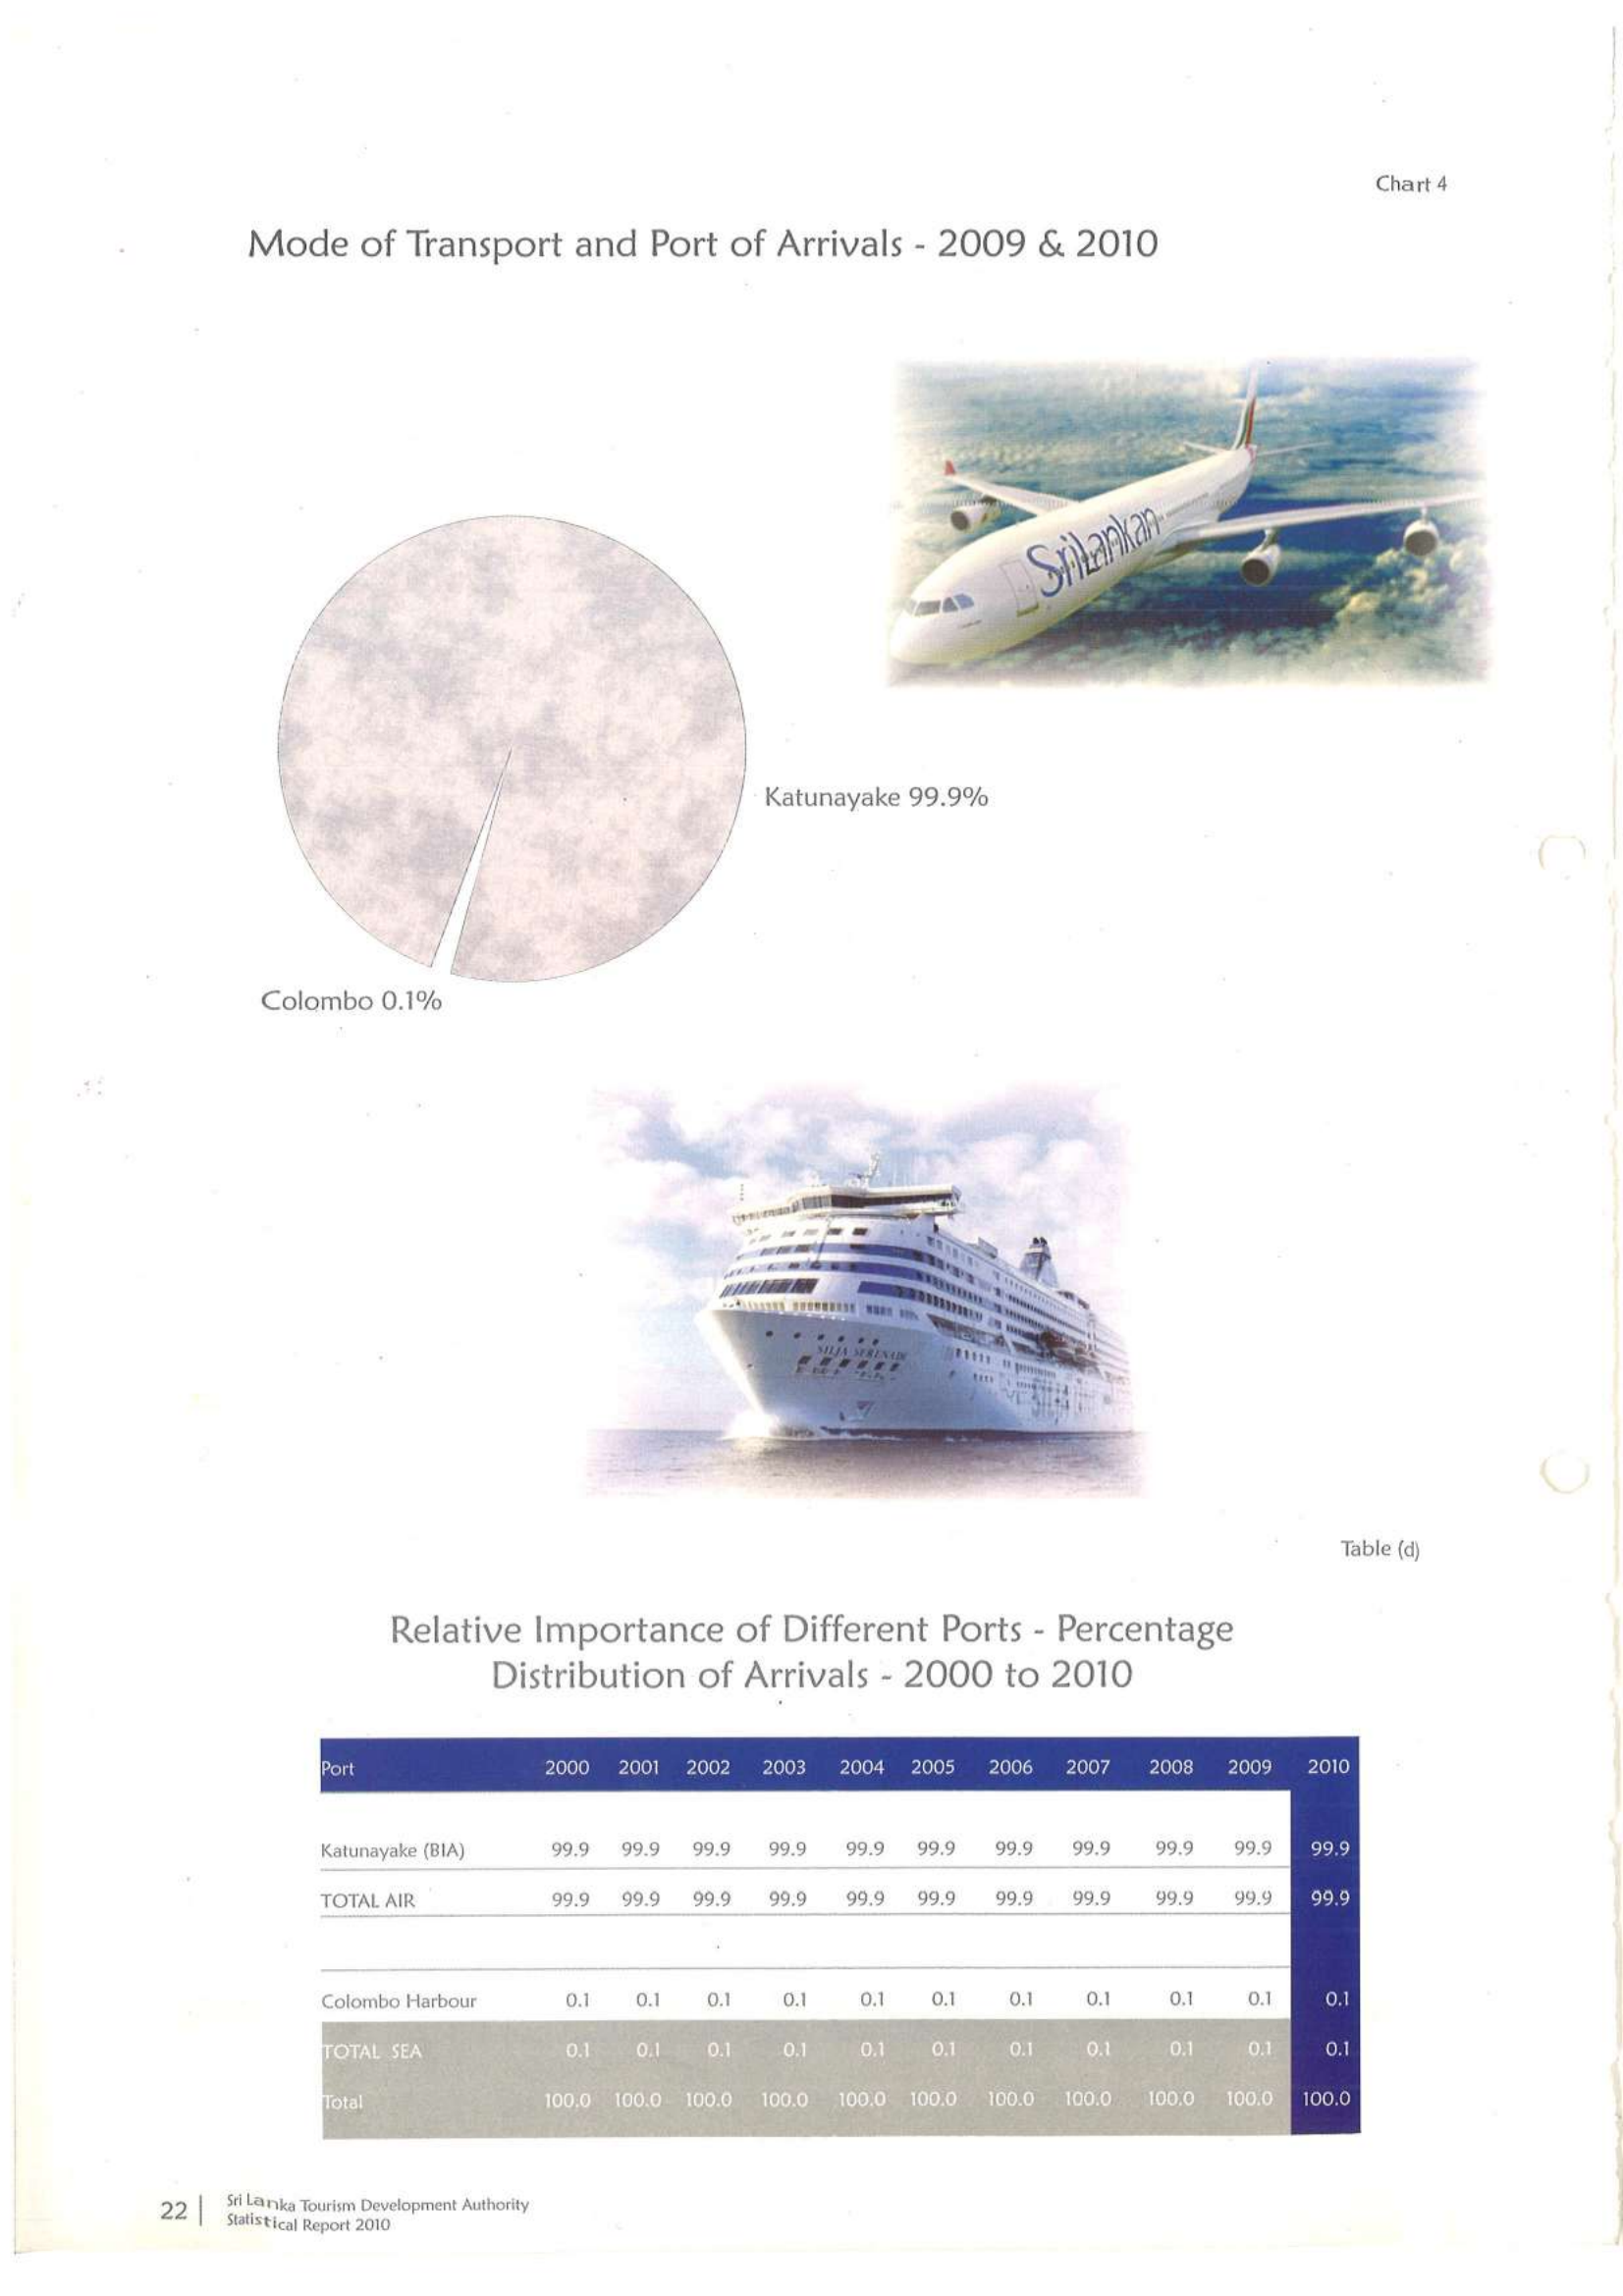 Chart 4
Mode of Transport and Port of Arrivals - 2009 & 2010
SriLankan
Katunayake 99.9%
Colombo 0.1%
SILJA SERENADE
Table (d)
Relative Importance of Different Ports - Percentage
Distribution of Arrivals - 2000 to 2010
Port 2000 2001 2002 2003 2004 2005 2006 2007 2008 2009 2010
Katunayake (BIA) 99.9 99.9 99.9 99.9 99.9 99.9 99.9 99.9 99.9 99.9 99.9
TOTAL AIR 99.9 99.9 99.9 99.9 99.9 99.9 99.9 99.9 99.9 99.9 99.9
Colombo Harbour 0.1 0.1 0.1 0.1 0.1 0.1 0.1 0.1 0.1 0.1 0.1
TOTAL SEA 0.1 0.1 0.1 0.1 0.1 0.1 0.1 0.1 0.1 0.1 0.1
Total 100.0 100.0 100.0 100.0 100.0 100.0 100.0 100.0 100.0 100.0 100.0
22 | Sri Lanka Tourism Development Authority
Statistical Report 2010